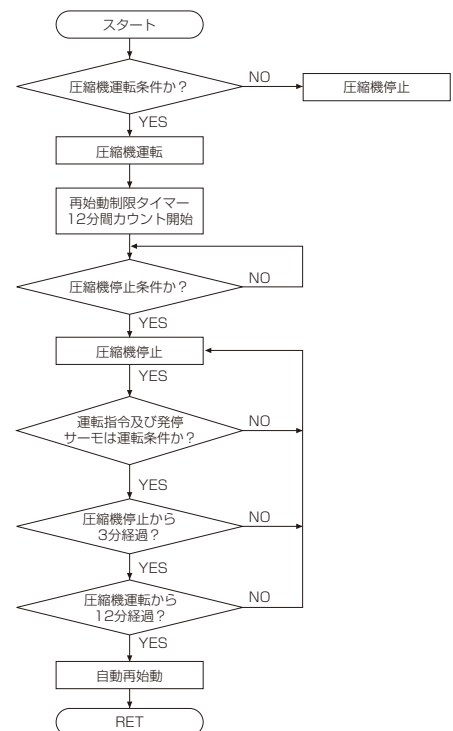 スタート
圧縮機運転条件か？
NO
圧縮機停止
YES
圧縮機運転
再始動制限タイマー
12分間カウント開始
圧縮機停止条件か？
NO
YES
圧縮機停止
YES
運転指令及び発停
サーモは運転条件か？
NO
YES
圧縮機停止から
3分経過？
NO
YES
圧縮機運転から
12分経過？
NO
YES
自動再始動
RET